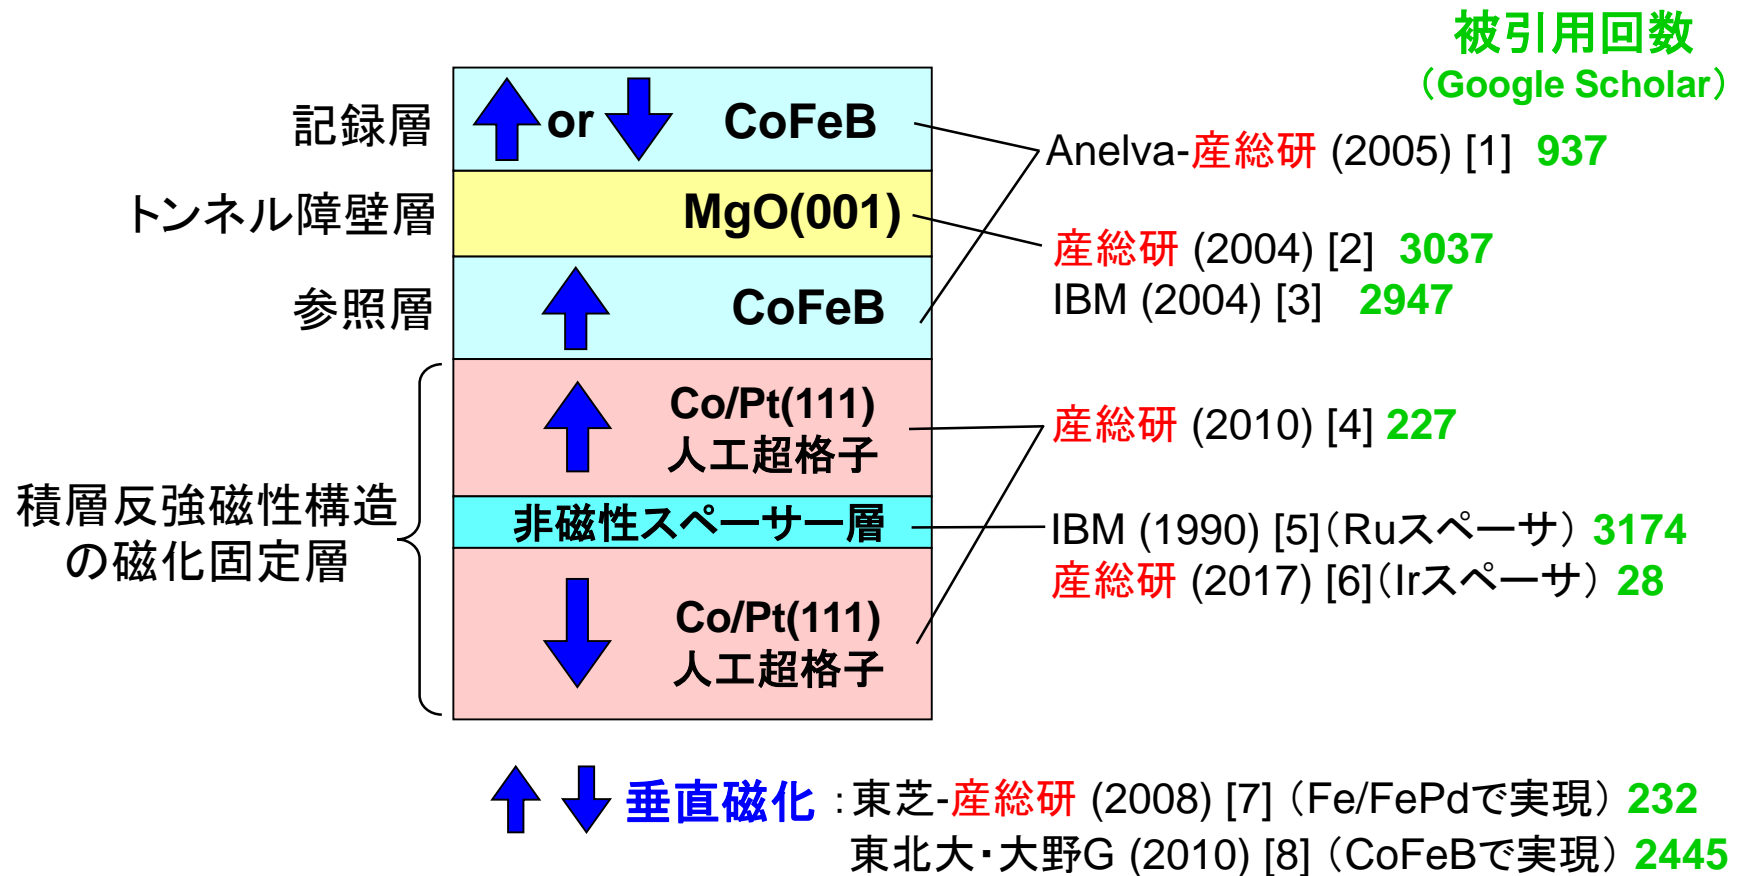 被引用回数
（Google Scholar）
記録層
or
CoFeB
Anelva-産総研 (2005) [1] 937
トンネル障壁層
MgO(001)
産総研 (2004) [2] 3037
IBM (2004) [3] 2947
参照層
CoFeB
Co/Pt(111)
人工超格子
産総研 (2010) [4] 227
積層反強磁性構造
の磁化固定層
非磁性スペーサー層
IBM (1990) [5]（Ruスペーサ） 3174
産総研 (2017) [6]（Irスペーサ） 28
Co/Pt(111)
人工超格子
垂直磁化：東芝-産総研 (2008) [7]（Fe/FePdで実現） 232
東北大・大野G (2010) [8]（CoFeBで実現） 2445